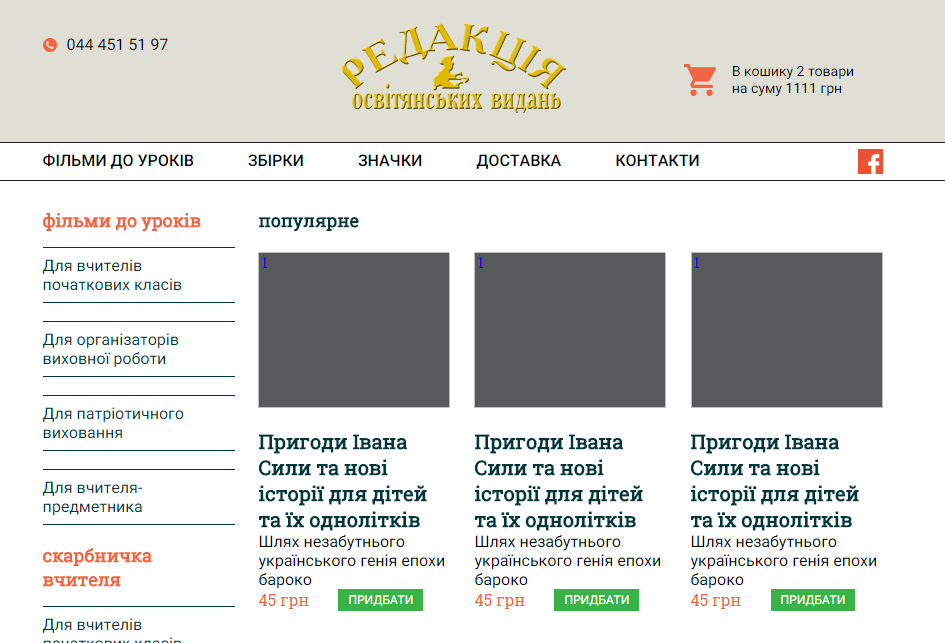 044 451 51 97
РЕДАКЦІЯ
ОСВІТЯНСЬКИХ ВИДАНЬ
В кошику 2 товари
на суму 1111 грн
ФІЛЬМИ ДО УРОКІВ ЗБІРКИ ЗНАЧКИ ДОСТАВКА КОНТАКТИ
фільми до уроків
Для вчителів
початкових класів
Для організаторів
виховної роботи
Для патріотичного
виховання
Для вчителя-
предметника
скарбничка
вчителя
Для вчителів
початкових класів
популярне
1
Пригоди Івана
Сили та нові
історії для дітей
та їх однолітків
Шлях незабутнього
українського генія епохи
бароко
45 грн ПРИДБАТИ
1
Пригоди Івана
Сили та нові
історії для дітей
та їх однолітків
Шлях незабутнього
українського генія епохи
бароко
45 грн ПРИДБАТИ
1
Пригоди Івана
Сили та нові
історії для дітей
та їх однолітків
Шлях незабутнього
українського генія епохи
бароко
45 грн ПРИДБАТИ